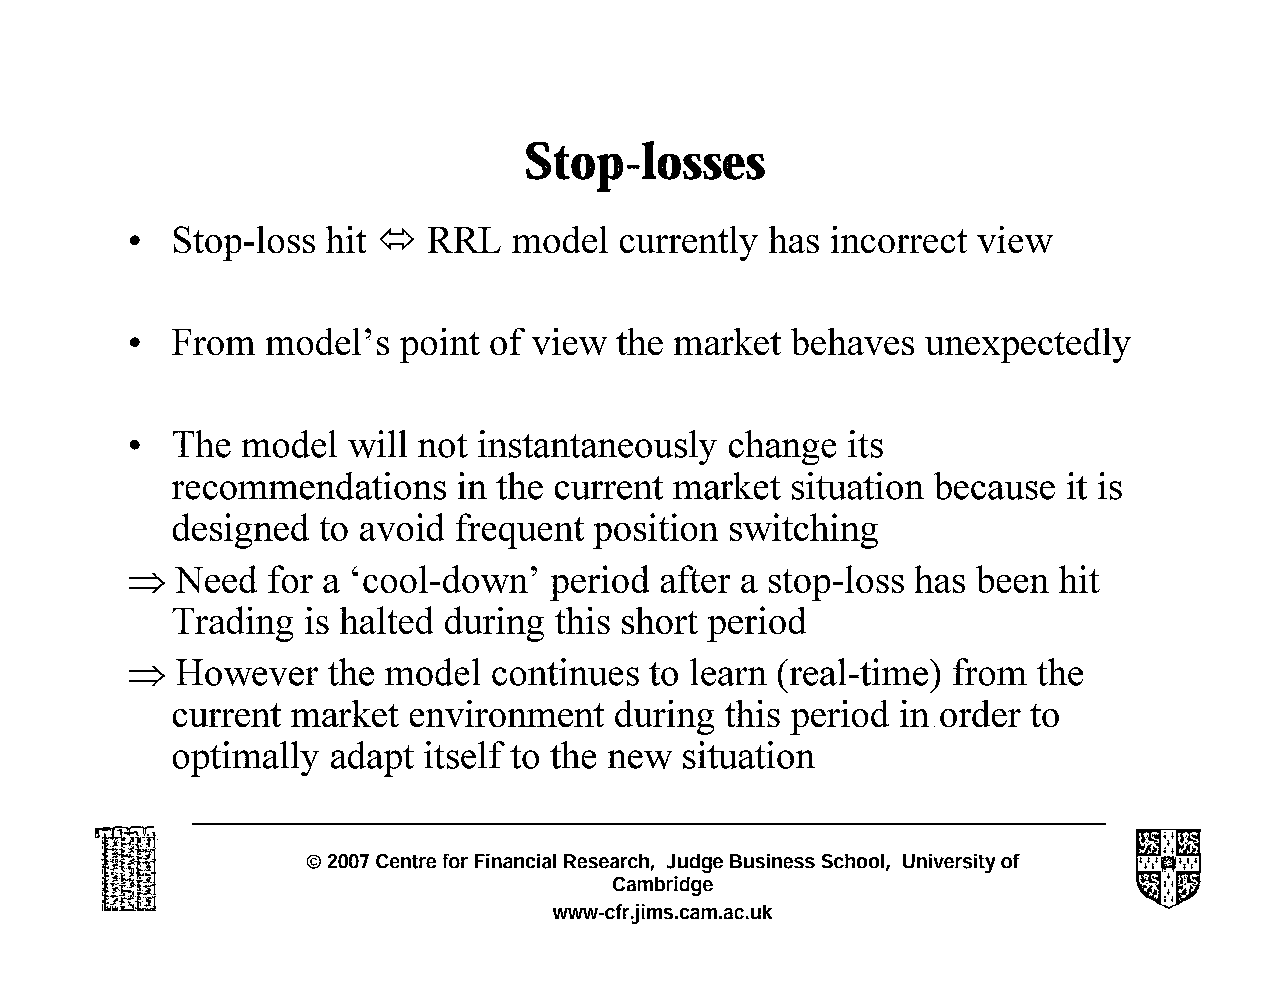 Stop-losses
• Stop-loss hit ⇔ RRL model currently has incorrect view
• From model’s point of view the market behaves unexpectedly
• The model will not instantaneously change its
recommendations in the current market situation because it is
designed to avoid frequent position switching
⇒ Need for a ‘cool-down’ period after a stop-loss has been hit
Trading is halted during this short period
⇒ However the model continues to learn (real-time) from the
current market environment during this period in order to
optimally adapt itself to the new situation
© 2007 Centre for Financial Research, Judge Business School, University of
Cambridge
www-cfr.jims.cam.ac.uk